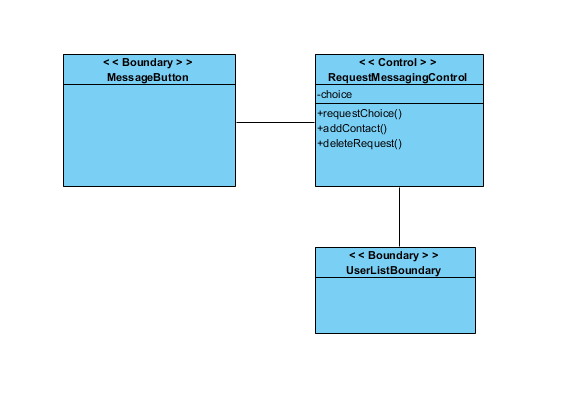 < < Boundary > >
MessageButton
< < Control > >
RequestMessagingControl
-choice
+requestChoice()
+addContact()
+deleteRequest()
< < Boundary > >
UserListBoundary